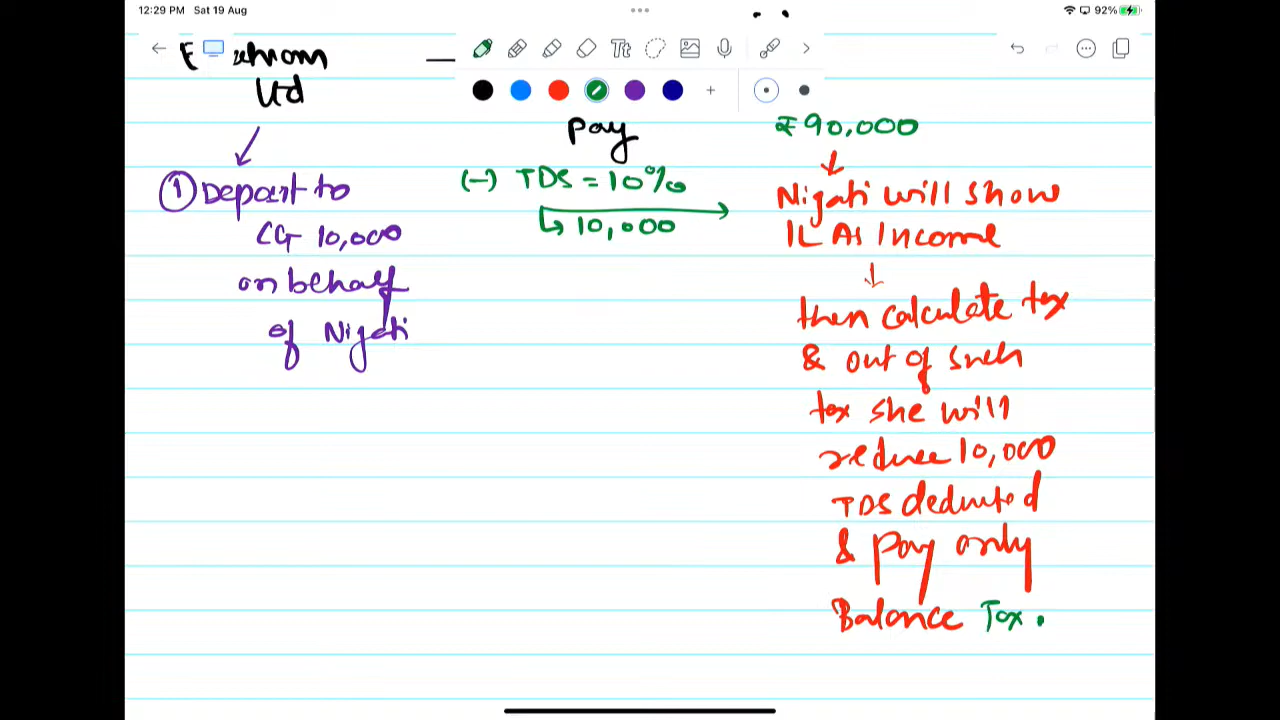 12:29 PM Sat 19 Aug
92%
Tt
Ltd
Pay
₹90,000
(-) TDS = 10%
↳ 10,000
① Deposit to
CG 10,000
on behalf
of Nigati
Nigati will show
1L As Income
↓
then calculate tax
& out of such
tax she will
reduce 10,000
TDS deducted
& pay only
Balance Tax.